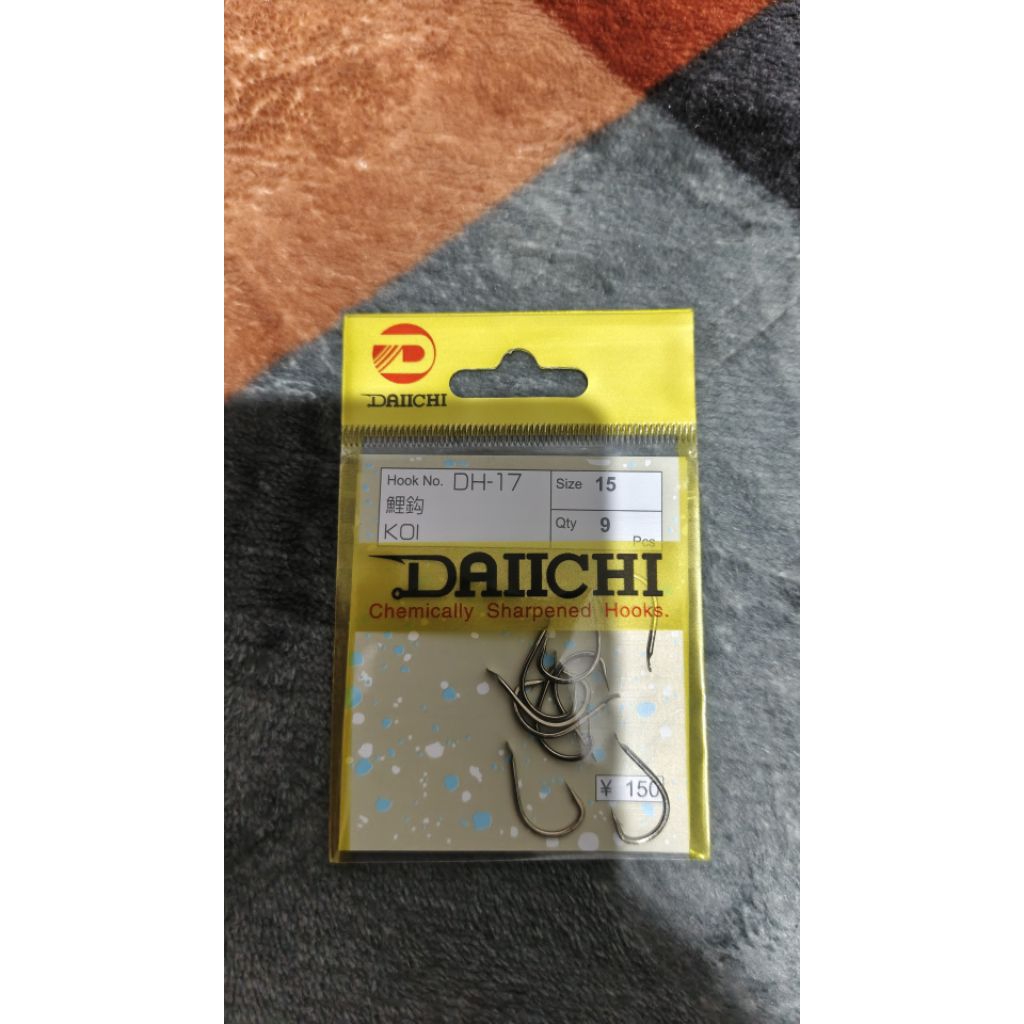 DAIICHI
Hook No. DH-17
鯉鈎
KOI
Size 15
Qty 9 Pcs
DAIICHI
Chemically Sharpened Hooks.
¥ 150